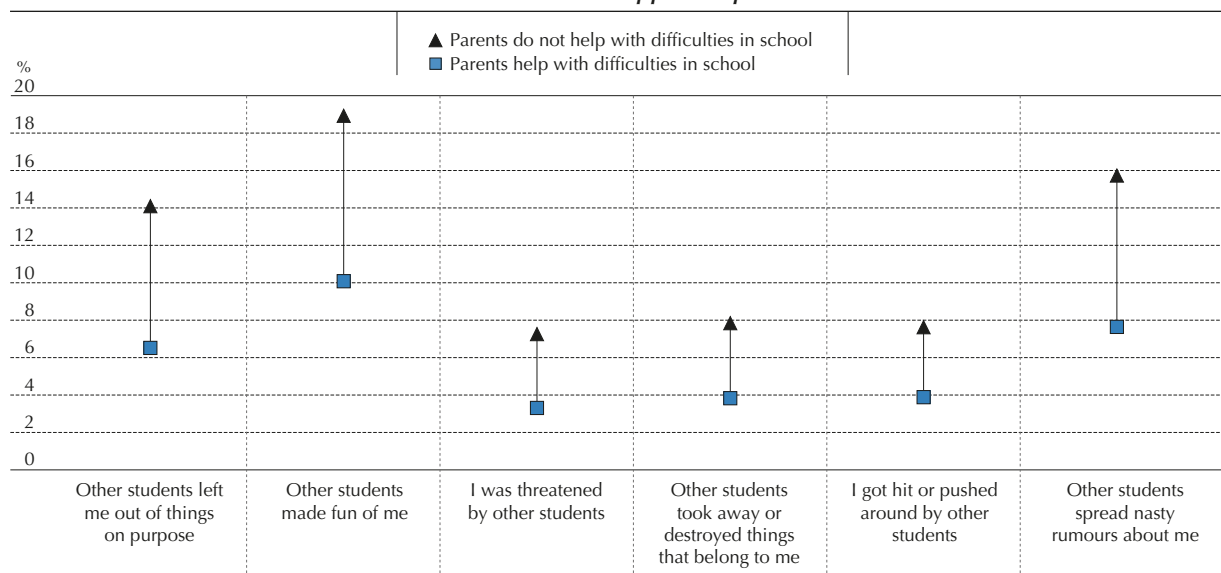 Parents do not help with difficulties in school
Parents help with difficulties in school
%
20
18
16
14
12
10
8
6
4
2
0
Other students left
me out of things
on purpose
Other students
made fun of me
I was threatened
by other students
Other students
took away or
destroyed things
that belong to me
I got hit or pushed
around by other
students
Other students
spread nasty
rumours about me